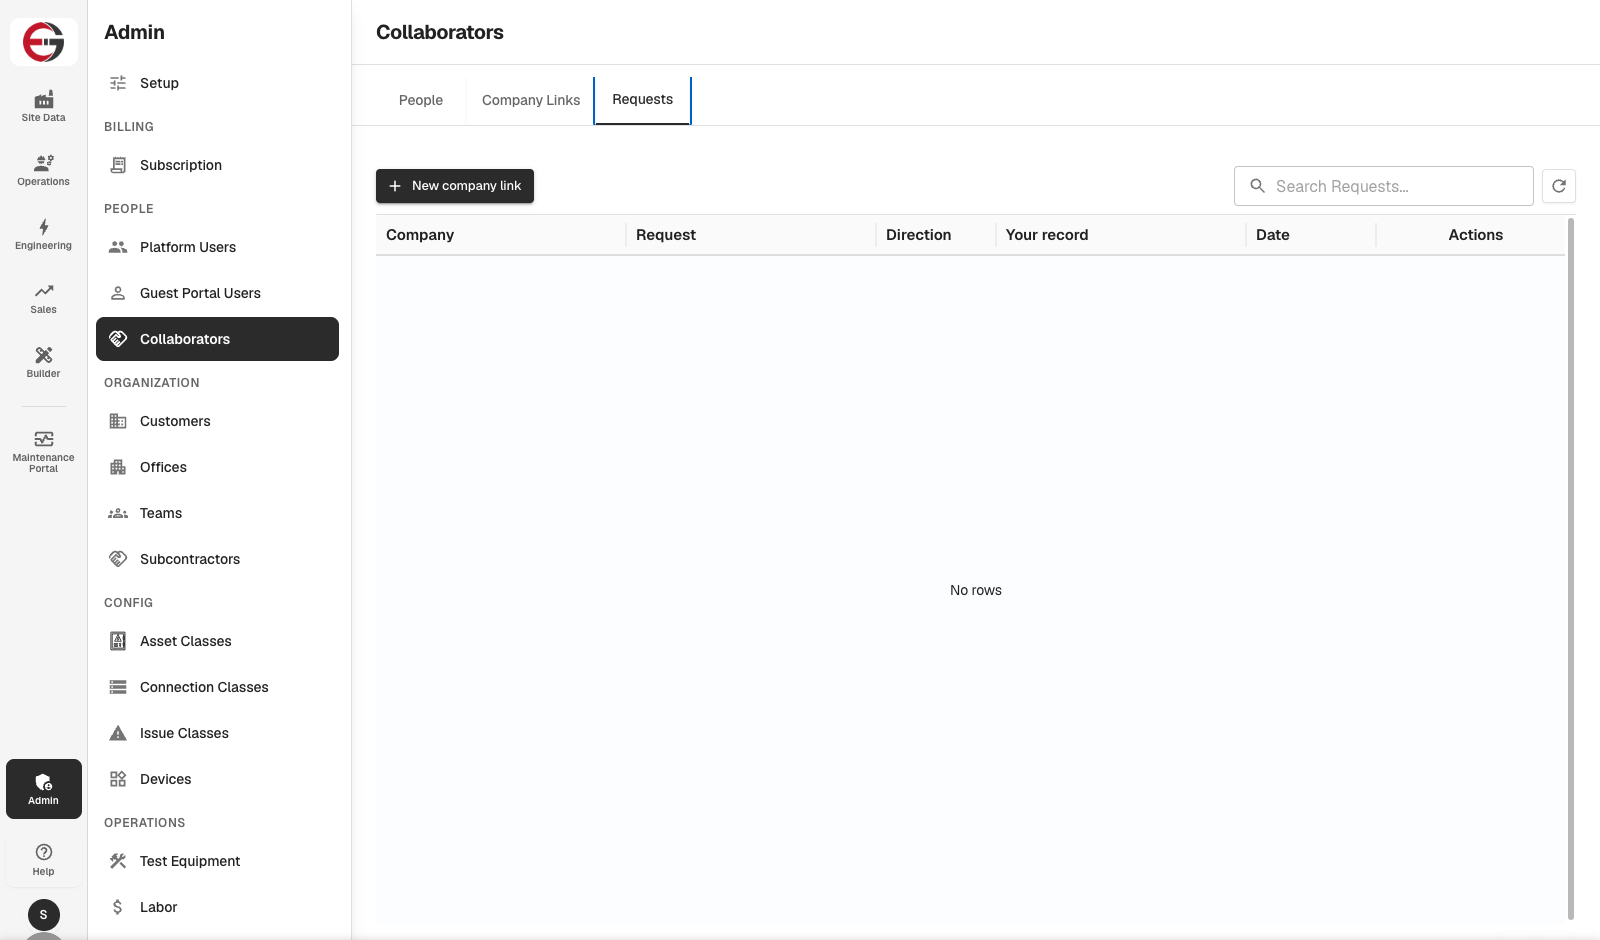 Site Data
Operations
Engineering
Sales
Builder
Maintenance
Portal
Admin
Help
S
Admin
Setup
BILLING
Subscription
PEOPLE
Platform Users
Guest Portal Users
Collaborators
ORGANIZATION
Customers
Offices
Teams
Subcontractors
CONFIG
Asset Classes
Connection Classes
Issue Classes
Devices
OPERATIONS
Test Equipment
Labor
Collaborators
People
Company Links
Requests
New company link
Search Requests...
Company
Request
Direction
Your record
Date
Actions
No rows